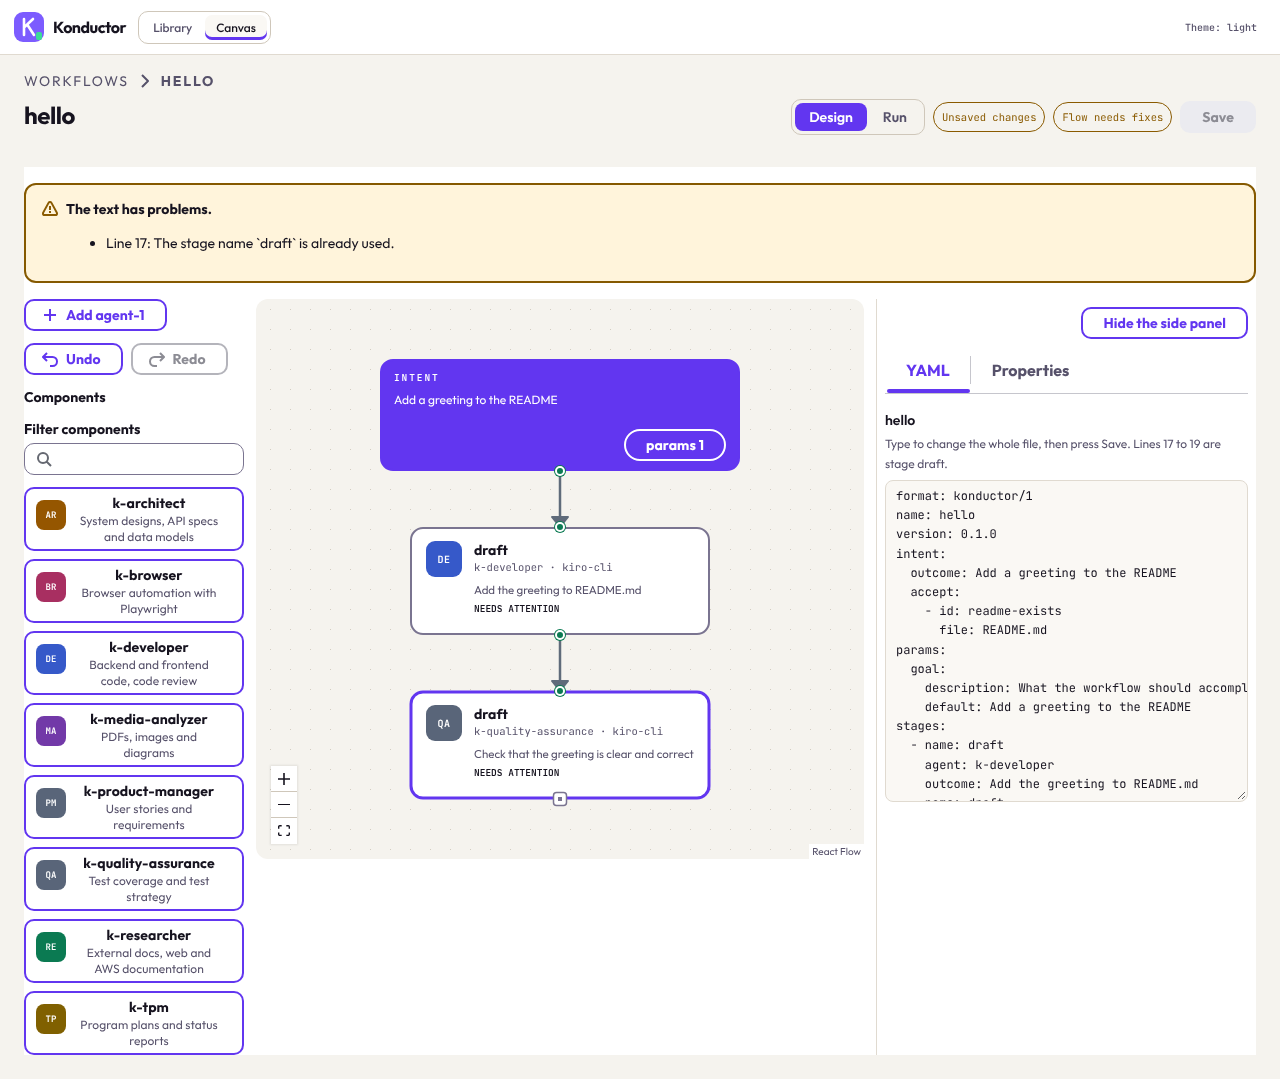 Konductor
Library
Canvas
Theme: light
WORKFLOWS > HELLO
hello
Design
Run
Unsaved changes
Flow needs fixes
Save
The text has problems.
• Line 17: The stage name `draft` is already used.
+ Add agent-1
Undo
Redo
Components
Filter components
AR
k-architect
System designs, API specs
and data models
BR
k-browser
Browser automation with
Playwright
DE
k-developer
Backend and frontend
code, code review
MA
k-media-analyzer
PDFs, images and
diagrams
PM
k-product-manager
User stories and
requirements
QA
k-quality-assurance
Test coverage and test
strategy
RE
k-researcher
External docs, web and
AWS documentation
TP
k-tpm
Program plans and status
reports
INTENT
Add a greeting to the README
params 1
DE
draft
k-developer · kiro-cli
Add the greeting to README.md
NEEDS ATTENTION
QA
draft
k-quality-assurance · kiro-cli
Check that the greeting is clear and correct
NEEDS ATTENTION
React Flow
Hide the side panel
YAML
Properties
hello
Type to change the whole file, then press Save. Lines 17 to 19 are
stage draft.
format: konductor/1
name: hello
version: 0.1.0
intent:
  outcome: Add a greeting to the README
  accept:
    - id: readme-exists
      file: README.md
params:
  goal:
    description: What the workflow should accompl
    default: Add a greeting to the README
stages:
  - name: draft
    agent: k-developer
    outcome: Add the greeting to README.md